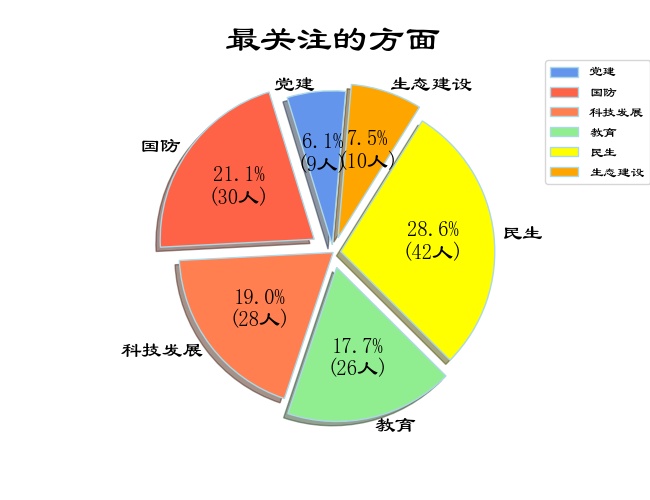 最关注的方面
党建
生态建设
国防
民生
科技发展
教育
6.1%
(9人)
7.5%
(10人)
21.1%
(30人)
28.6%
(42人)
19.0%
(28人)
17.7%
(26人)
党建
国防
科技发展
教育
民生
生态建设